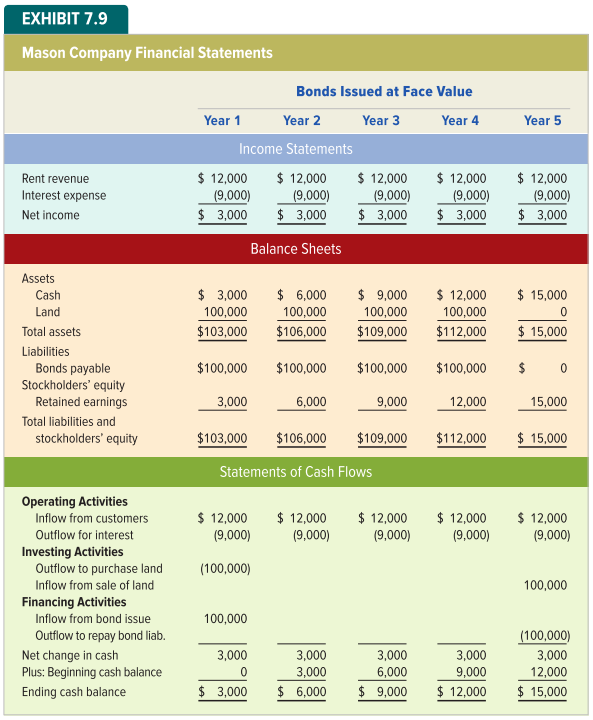 EXHIBIT 7.9
Mason Company Financial Statements
Bonds Issued at Face Value
Year 1 Year 2 Year 3 Year 4 Year 5
Income Statements
Rent revenue $ 12,000 $ 12,000 $ 12,000 $ 12,000 $ 12,000
Interest expense (9,000) (9,000) (9,000) (9,000) (9,000)
Net income $ 3,000 $ 3,000 $ 3,000 $ 3,000 $ 3,000
Balance Sheets
Assets
Cash $ 3,000 $ 6,000 $ 9,000 $ 12,000 $ 15,000
Land 100,000 100,000 100,000 100,000 0
Total assets $103,000 $106,000 $109,000 $112,000 $ 15,000
Liabilities
Bonds payable $100,000 $100,000 $100,000 $100,000 $ 0
Stockholders’ equity
Retained earnings 3,000 6,000 9,000 12,000 15,000
Total liabilities and
stockholders’ equity $103,000 $106,000 $109,000 $112,000 $ 15,000
Statements of Cash Flows
Operating Activities
Inflow from customers $ 12,000 $ 12,000 $ 12,000 $ 12,000 $ 12,000
Outflow for interest (9,000) (9,000) (9,000) (9,000) (9,000)
Investing Activities
Outflow to purchase land (100,000)
Inflow from sale of land 100,000
Financing Activities
Inflow from bond issue 100,000
Outflow to repay bond liab. (100,000)
Net change in cash 3,000 3,000 3,000 3,000 3,000
Plus: Beginning cash balance 0 3,000 6,000 9,000 12,000
Ending cash balance $ 3,000 $ 6,000 $ 9,000 $ 12,000 $ 15,000